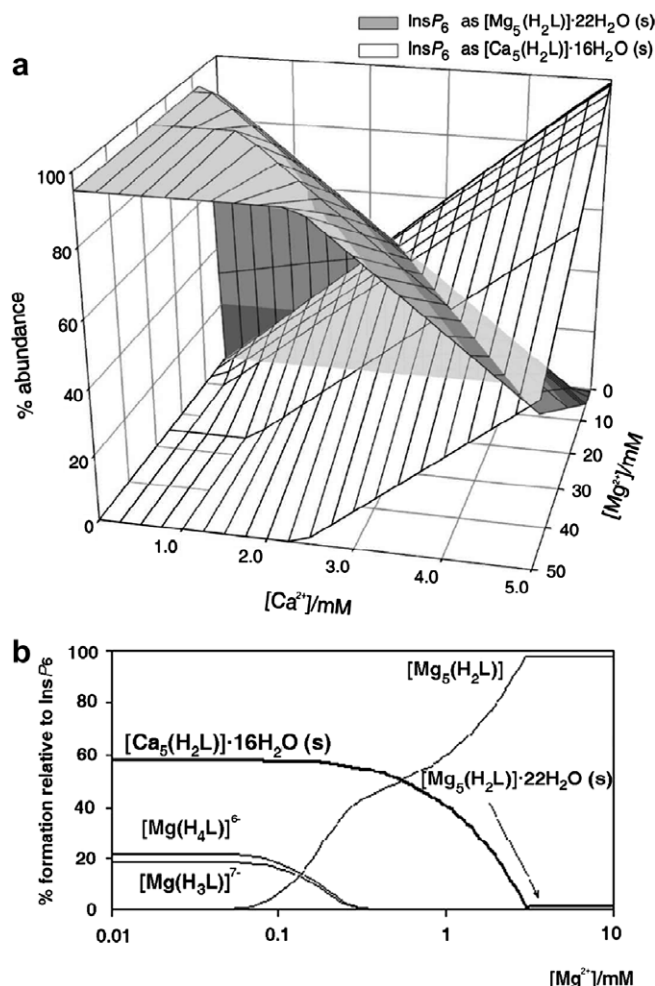 InsP₆ as [Mg₅(H₂L)]·22H₂O (s)
InsP₆ as [Ca₅(H₂L)]·16H₂O (s)
a
100
80
60
40
20
0
% abundance
1.0
2.0
3.0
4.0
5.0
[Ca²⁺]/mM
0
10
20
30
40
50
[Mg²⁺]/mM
b
% formation relative to InsP₆
100
80
60
40
20
0
[Mg₅(H₂L)]
[Ca₅(H₂L)]·16H₂O (s)
[Mg₅(H₂L)]·22H₂O (s)
[Mg(H₄L)]⁶⁻
[Mg(H₃L)]⁷⁻
0.01
0.1
1
10
[Mg²⁺]/mM